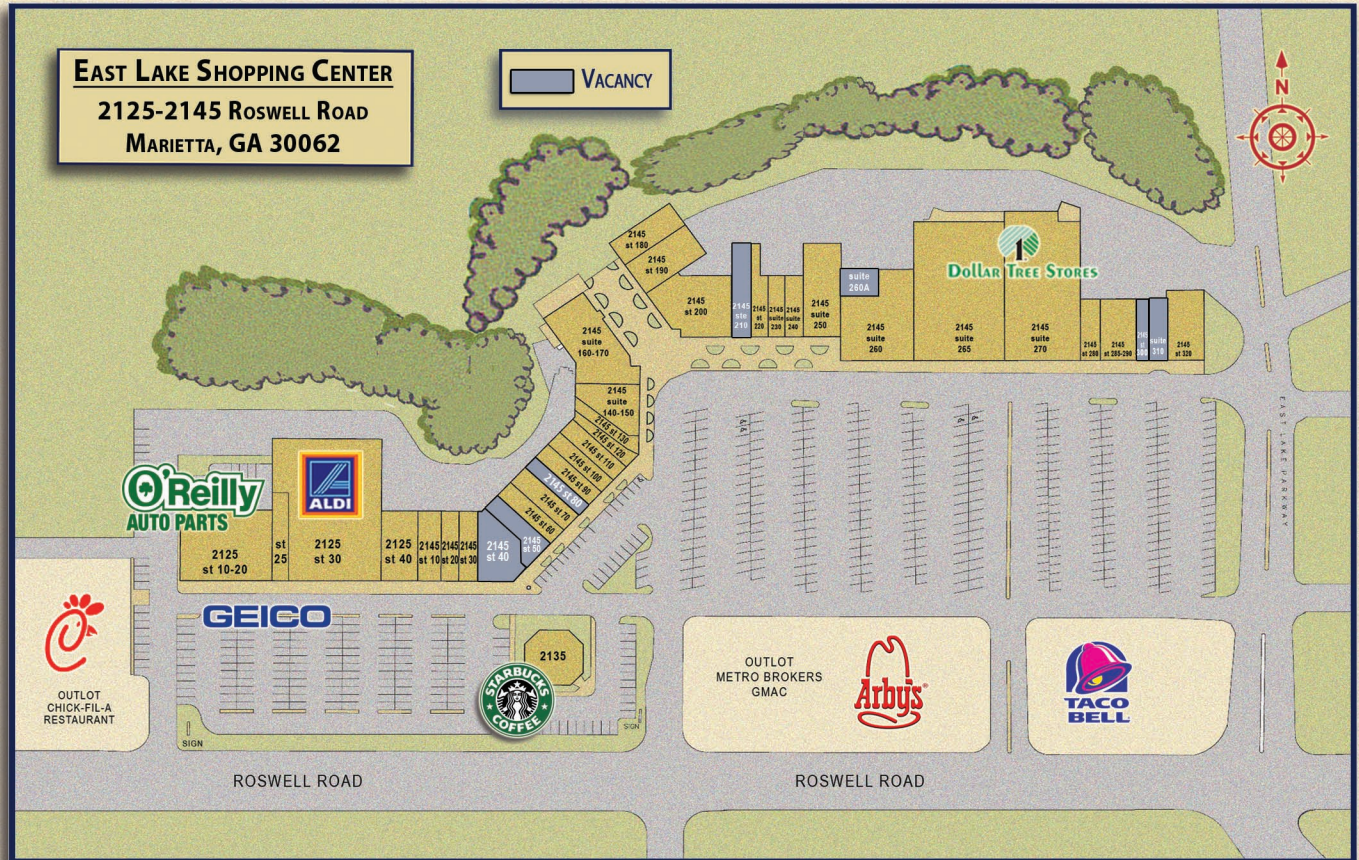 EAST LAKE SHOPPING CENTER
2125-2145 ROSWELL ROAD
MARIETTA, GA 30062
VACANCY
N
2145
st 180
2145
st 190
2145
st 200
2145
ste
210
2145
st
220
2145
suite
230
2145
suite
240
2145
suite
250
suite
260A
2145
suite
260
2145
suite
265
1
DOLLAR TREE STORES
2145
suite
270
2145
st 280
2145
st 285-290
2145
st
300
suite
310
2145
st 320
2145
suite
160-170
2145
suite
140-150
2145 st 130
2145 st 120
2145 st 110
2145 st 100
2145 st 90
2145 st 80
2145 st 70
2145 st 60
2145
st 50
2145
st 40
2145
st 30
2145
st 20
2145
st 10
2125
st 40
ALDI
2125
st 30
st
25
O'Reilly
AUTO PARTS
2125
st 10-20
EAST LAKE PARKWAY
GEICO
OUTLOT
CHICK-FIL-A
RESTAURANT
2135
STARBUCKS
COFFEE
SIGN
SIGN
OUTLOT
METRO BROKERS
GMAC
Arby's®
TACO
BELL
ROSWELL ROAD
ROSWELL ROAD